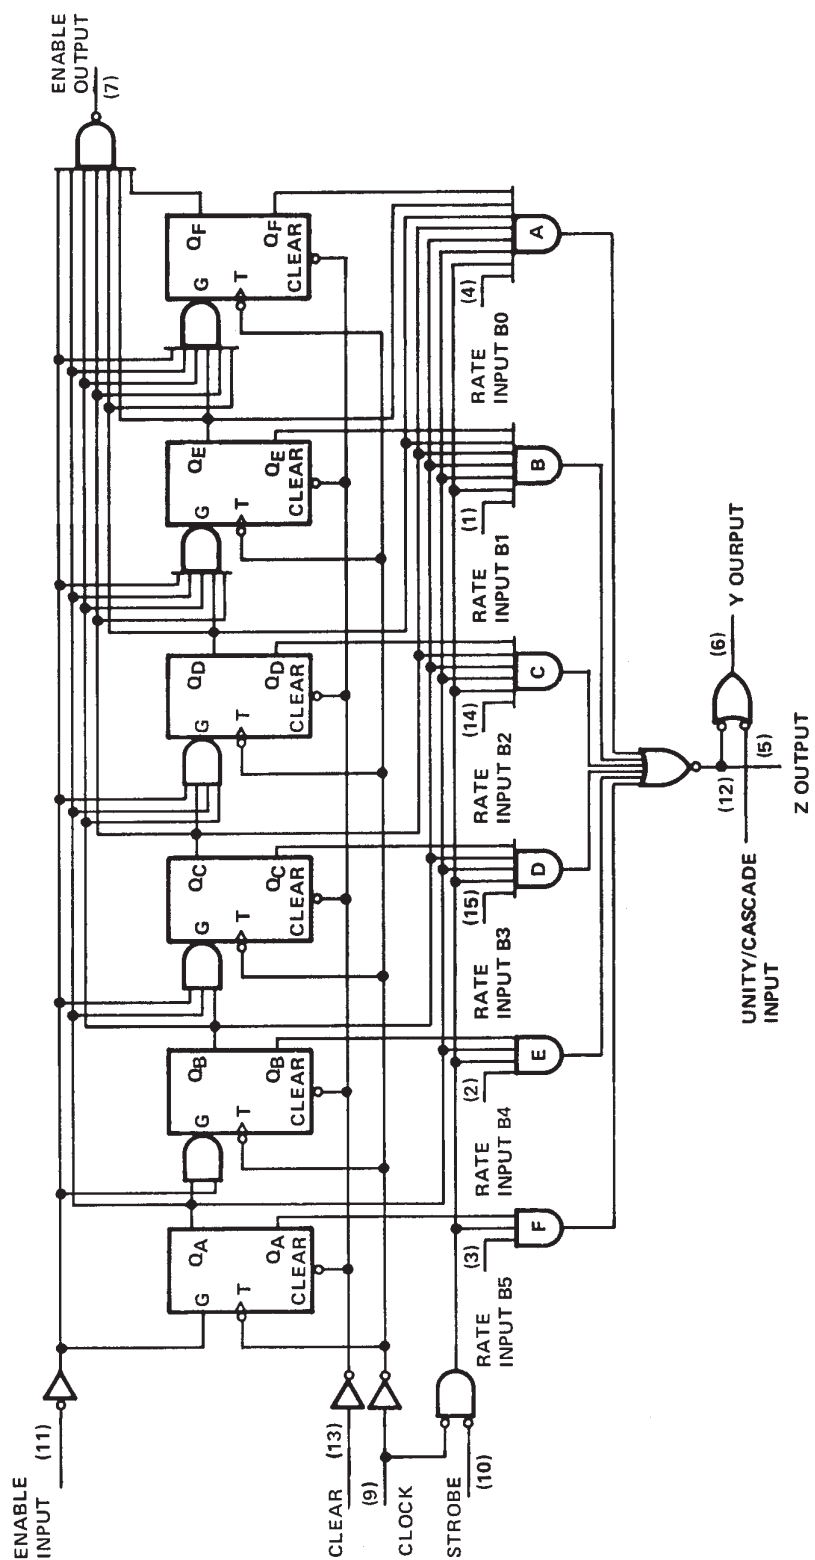 ENABLE
OUTPUT
(7)
QF
G
T
QF
CLEAR
QE
G
T
QE
CLEAR
QD
G
T
QD
CLEAR
QC
G
T
QC
CLEAR
QB
G
T
QB
CLEAR
QA
G
T
QA
CLEAR
ENABLE
INPUT
(11)
CLEAR
(13)
(9)
CLOCK
STROBE
(10)
(4)
RATE
INPUT B0
A
(1)
RATE
INPUT B1
B
(14)
RATE
INPUT B2
C
(15)
RATE
INPUT B3
D
(2)
RATE
INPUT B4
E
(3)
RATE
INPUT B5
F
(6)
Y OURPUT
(5)
Z OUTPUT
(12)
UNITY/CASCADE
INPUT